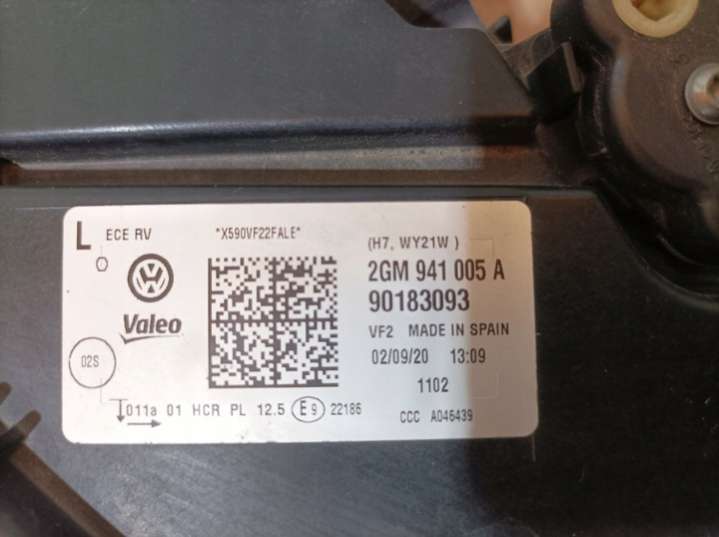 L ECE RV *X590VF22FALE* (H7, WY21W )
2GM 941 005 A
90183093
Valeo
VF2 MADE IN SPAIN
02S
02/09/20 13:09
1102
011a 01 HCR PL 12.5 E9 22186
CCC A046439